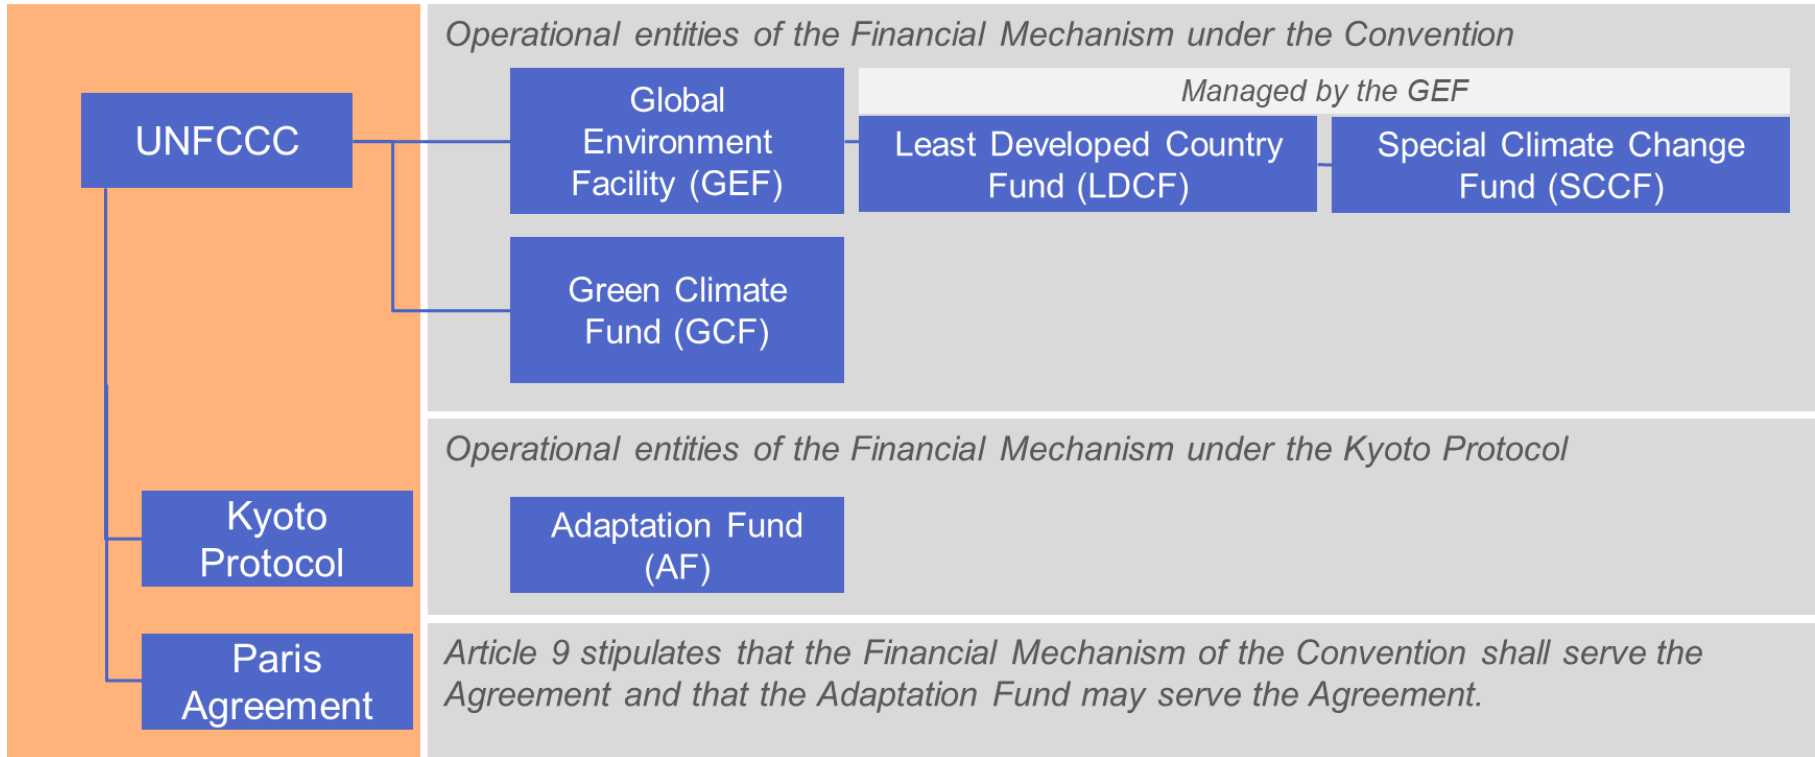 Operational entities of the Financial Mechanism under the Convention
UNFCCC
Global
Environment
Facility (GEF)
Managed by the GEF
Least Developed Country
Fund (LDCF)
Special Climate Change
Fund (SCCF)
Green Climate
Fund (GCF)
Operational entities of the Financial Mechanism under the Kyoto Protocol
Kyoto
Protocol
Adaptation Fund
(AF)
Paris
Agreement
Article 9 stipulates that the Financial Mechanism of the Convention shall serve the
Agreement and that the Adaptation Fund may serve the Agreement.